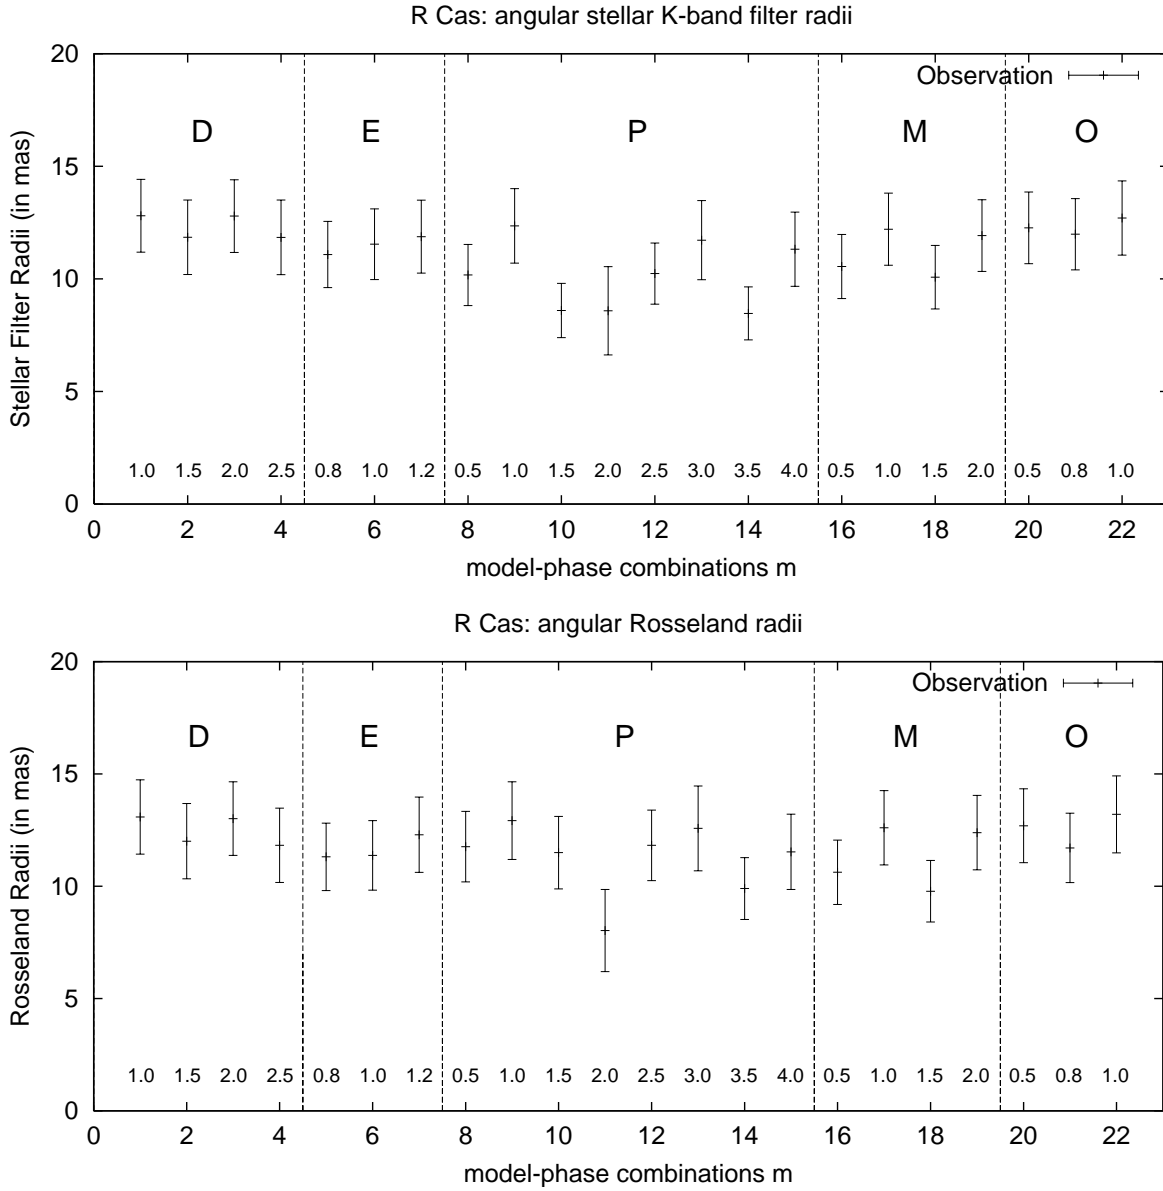 R Cas: angular stellar K-band filter radii
20
Observation
D E P M O
15
Stellar Filter Radii (in mas)
10
5
1.0 1.5 2.0 2.5 0.8 1.0 1.2 0.5 1.0 1.5 2.0 2.5 3.0 3.5 4.0 0.5 1.0 1.5 2.0 0.5 0.8 1.0
0
0 2 4 6 8 10 12 14 16 18 20 22
model-phase combinations m
R Cas: angular Rosseland radii
20
Observation
D E P M O
15
Rosseland Radii (in mas)
10
5
1.0 1.5 2.0 2.5 0.8 1.0 1.2 0.5 1.0 1.5 2.0 2.5 3.0 3.5 4.0 0.5 1.0 1.5 2.0 0.5 0.8 1.0
0
0 2 4 6 8 10 12 14 16 18 20 22
model-phase combinations m